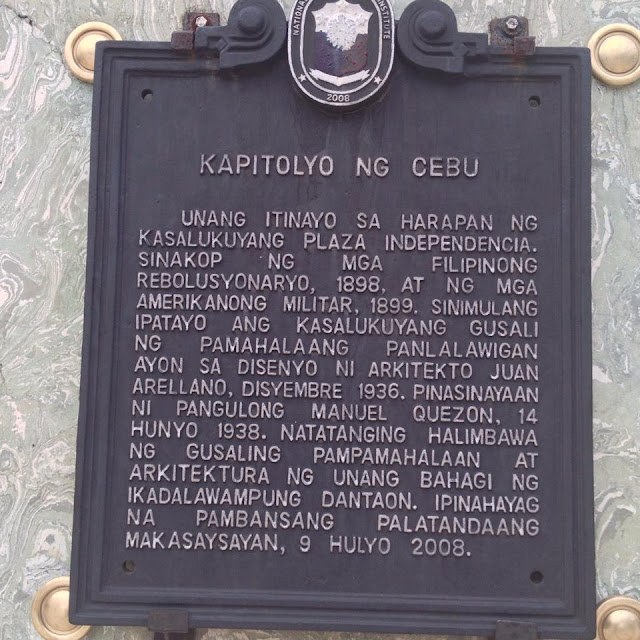 NATIONAL
INSTITUTE
2008
KAPITOLYO NG CEBU
UNANG ITINAYO SA HARAPAN NG
KASALUKUYANG PLAZA INDEPENDENCIA.
SINAKOP NG MGA FILIPINONG
REBOLUSYONARYO, 1898, AT NG MGA
AMERIKANONG MILITAR, 1899. SINIMULANG
IPATAYO ANG KASALUKUYANG GUSALI
NG PAMAHALAANG PANLALAWIGAN
AYON SA DISENYO NI ARKITEKTO JUAN
ARELLANO, DISYEMBRE 1936. PINASINAYAAN
NI PANGULONG MANUEL QUEZON, 14
HUNYO 1938. NATATANGING HALIMBAWA
NG GUSALING PAMPAMAHALAAN AT
ARKITEKTURA NG UNANG BAHAGI NG
IKADALAWAMPUNG DANTAON. IPINAHAYAG
NA PAMBANSANG PALATANDAANG
MAKASAYSAYAN, 9 HULYO 2008.